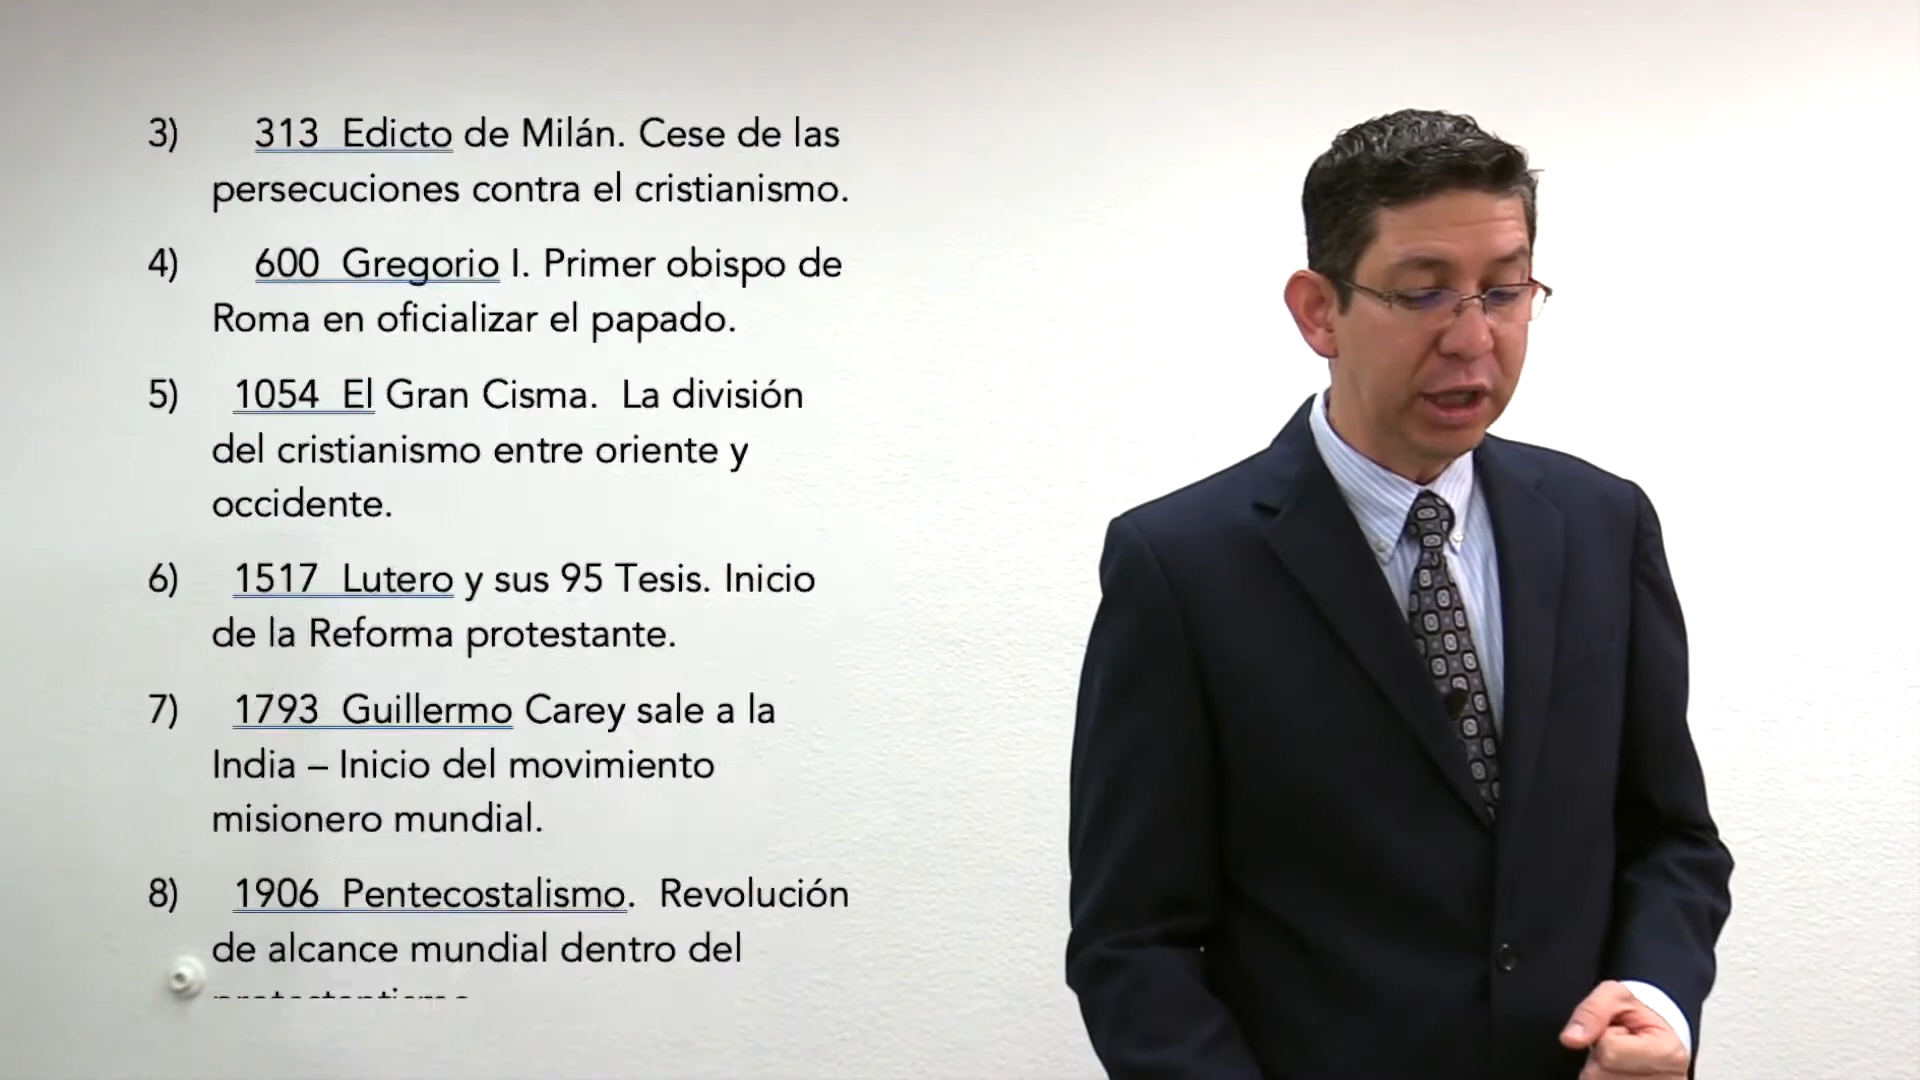 3) 313 Edicto de Milán. Cese de las
persecuciones contra el cristianismo.
4) 600 Gregorio I. Primer obispo de
Roma en oficializar el papado.
5) 1054 El Gran Cisma. La división
del cristianismo entre oriente y
occidente.
6) 1517 Lutero y sus 95 Tesis. Inicio
de la Reforma protestante.
7) 1793 Guillermo Carey sale a la
India – Inicio del movimiento
misionero mundial.
8) 1906 Pentecostalismo. Revolución
de alcance mundial dentro del